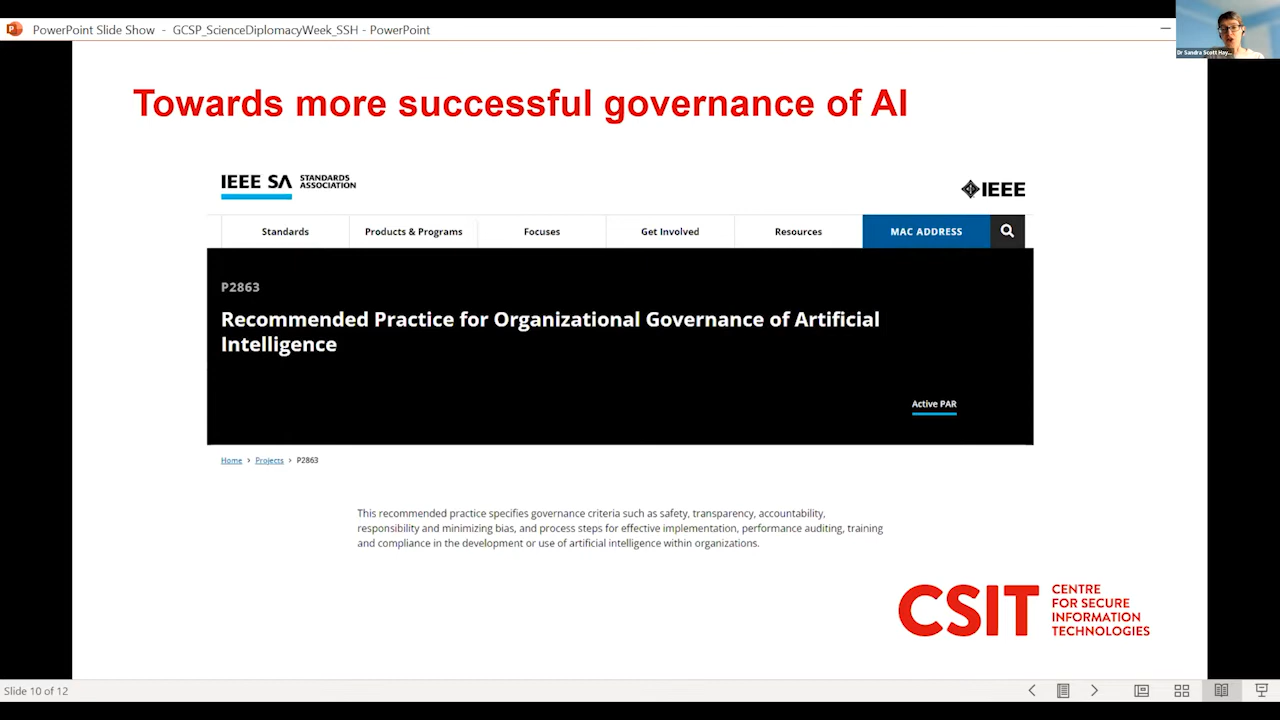 PowerPoint Slide Show - GCSP_ScienceDiplomacyWeek_SSH - PowerPoint
Dr Sandra Scott Hay...
Towards more successful governance of AI
IEEE SA STANDARDS ASSOCIATION
IEEE
Standards Products & Programs Focuses Get Involved Resources MAC ADDRESS
P2863
Recommended Practice for Organizational Governance of Artificial
Intelligence
Active PAR
Home > Projects > P2863
This recommended practice specifies governance criteria such as safety, transparency, accountability,
responsibility and minimizing bias, and process steps for effective implementation, performance auditing, training
and compliance in the development or use of artificial intelligence within organizations.
CSIT
CENTRE
FOR SECURE
INFORMATION
TECHNOLOGIES
Slide 10 of 12